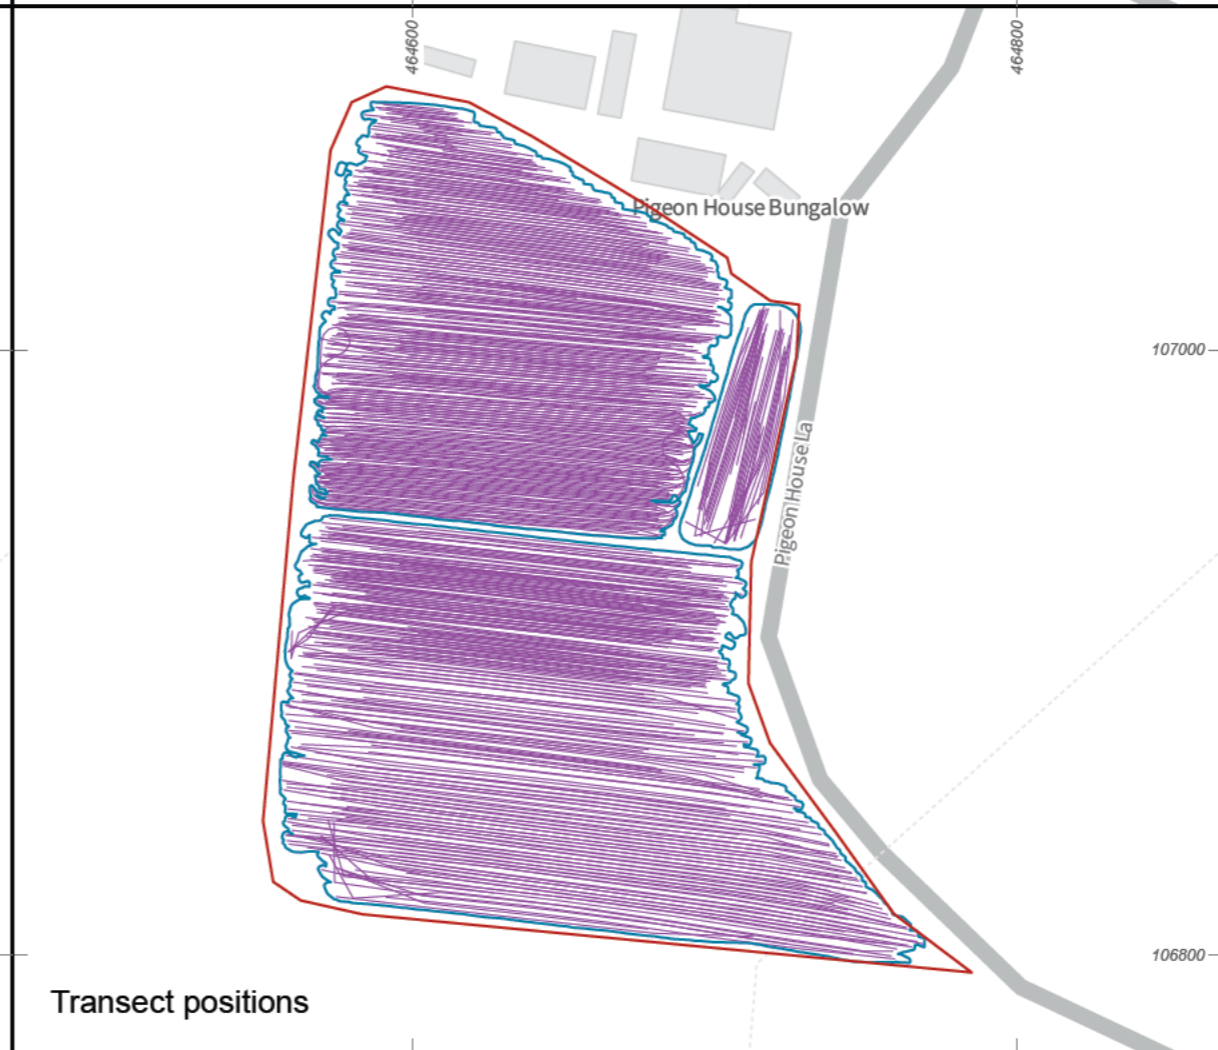 464600
464800
Pigeon House Bungalow
107000
Pigeon House La
106800
Transect positions